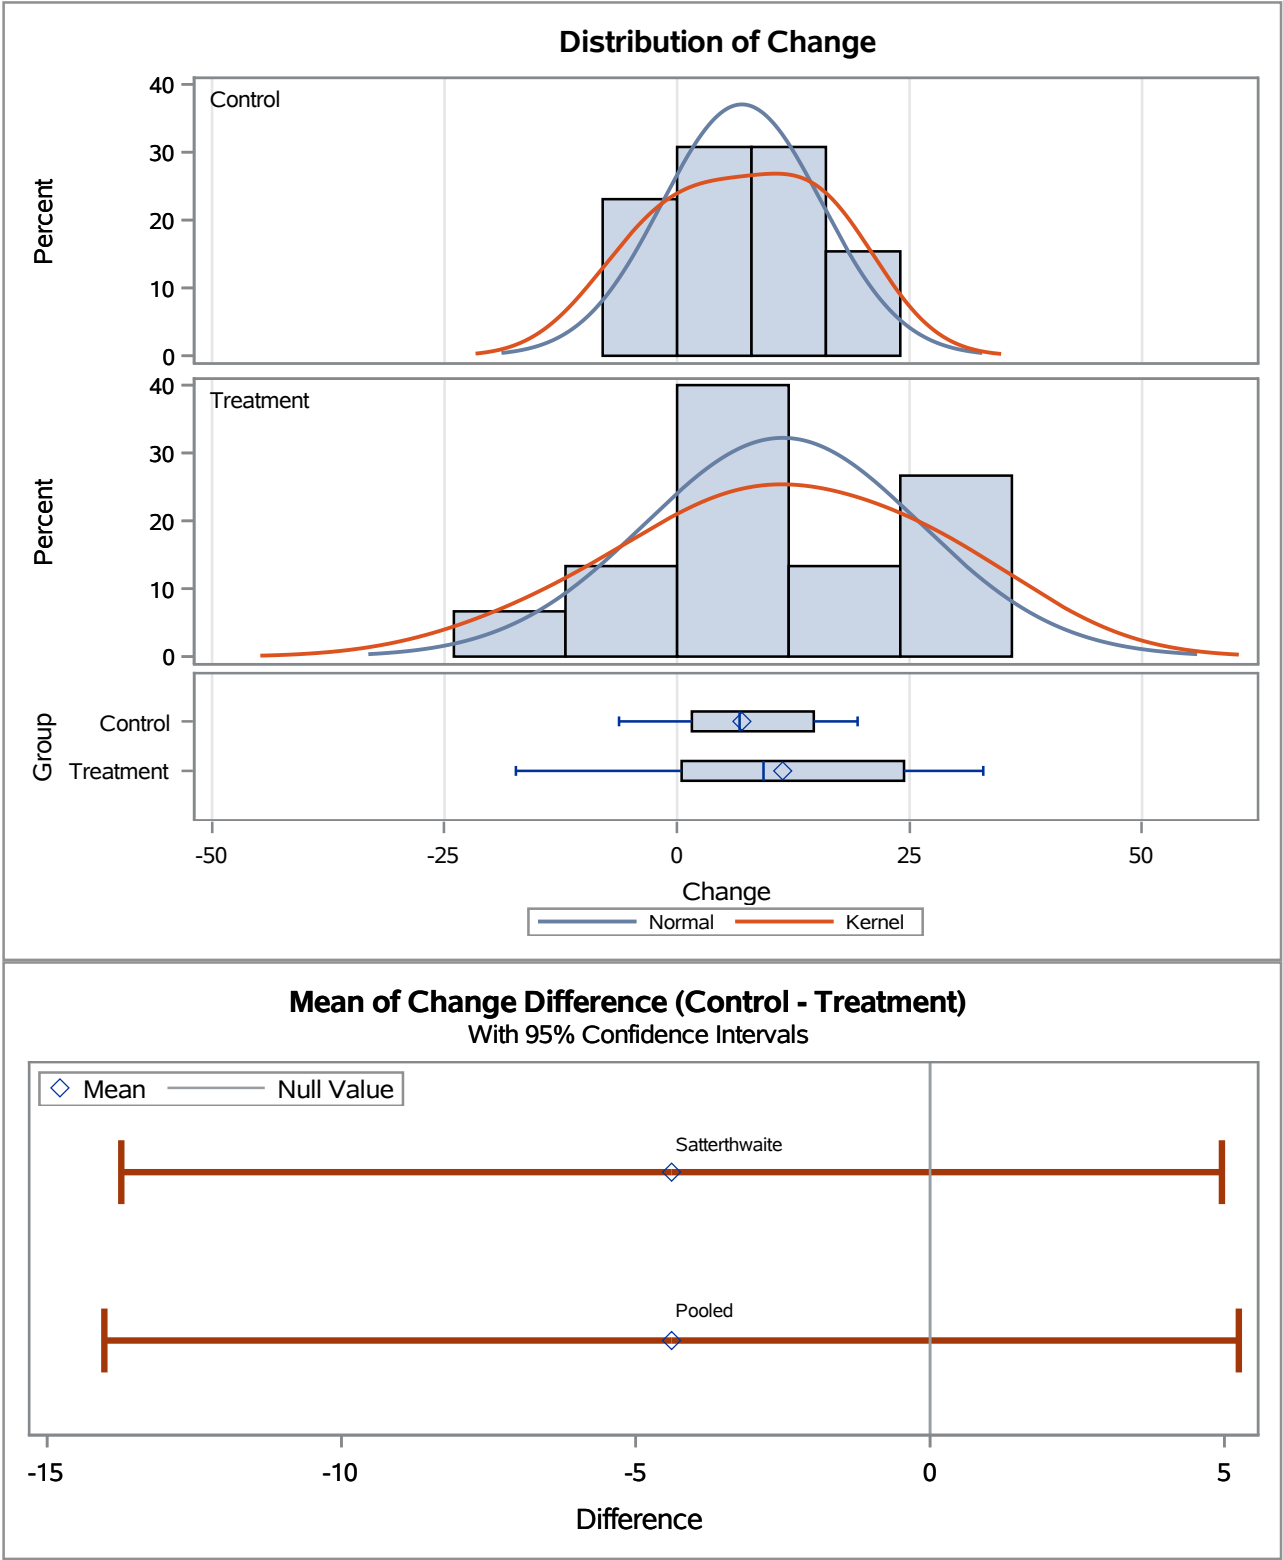 Distribution of Change
40
Control
30
Percent
20
10
0
40
Treatment
30
Percent
20
10
0
Group
Control
Treatment
-50 -25 0 25 50
Change
Normal Kernel
Mean of Change Difference (Control - Treatment)
With 95% Confidence Intervals
Mean Null Value
Satterthwaite
Pooled
-15 -10 -5 0 5
Difference